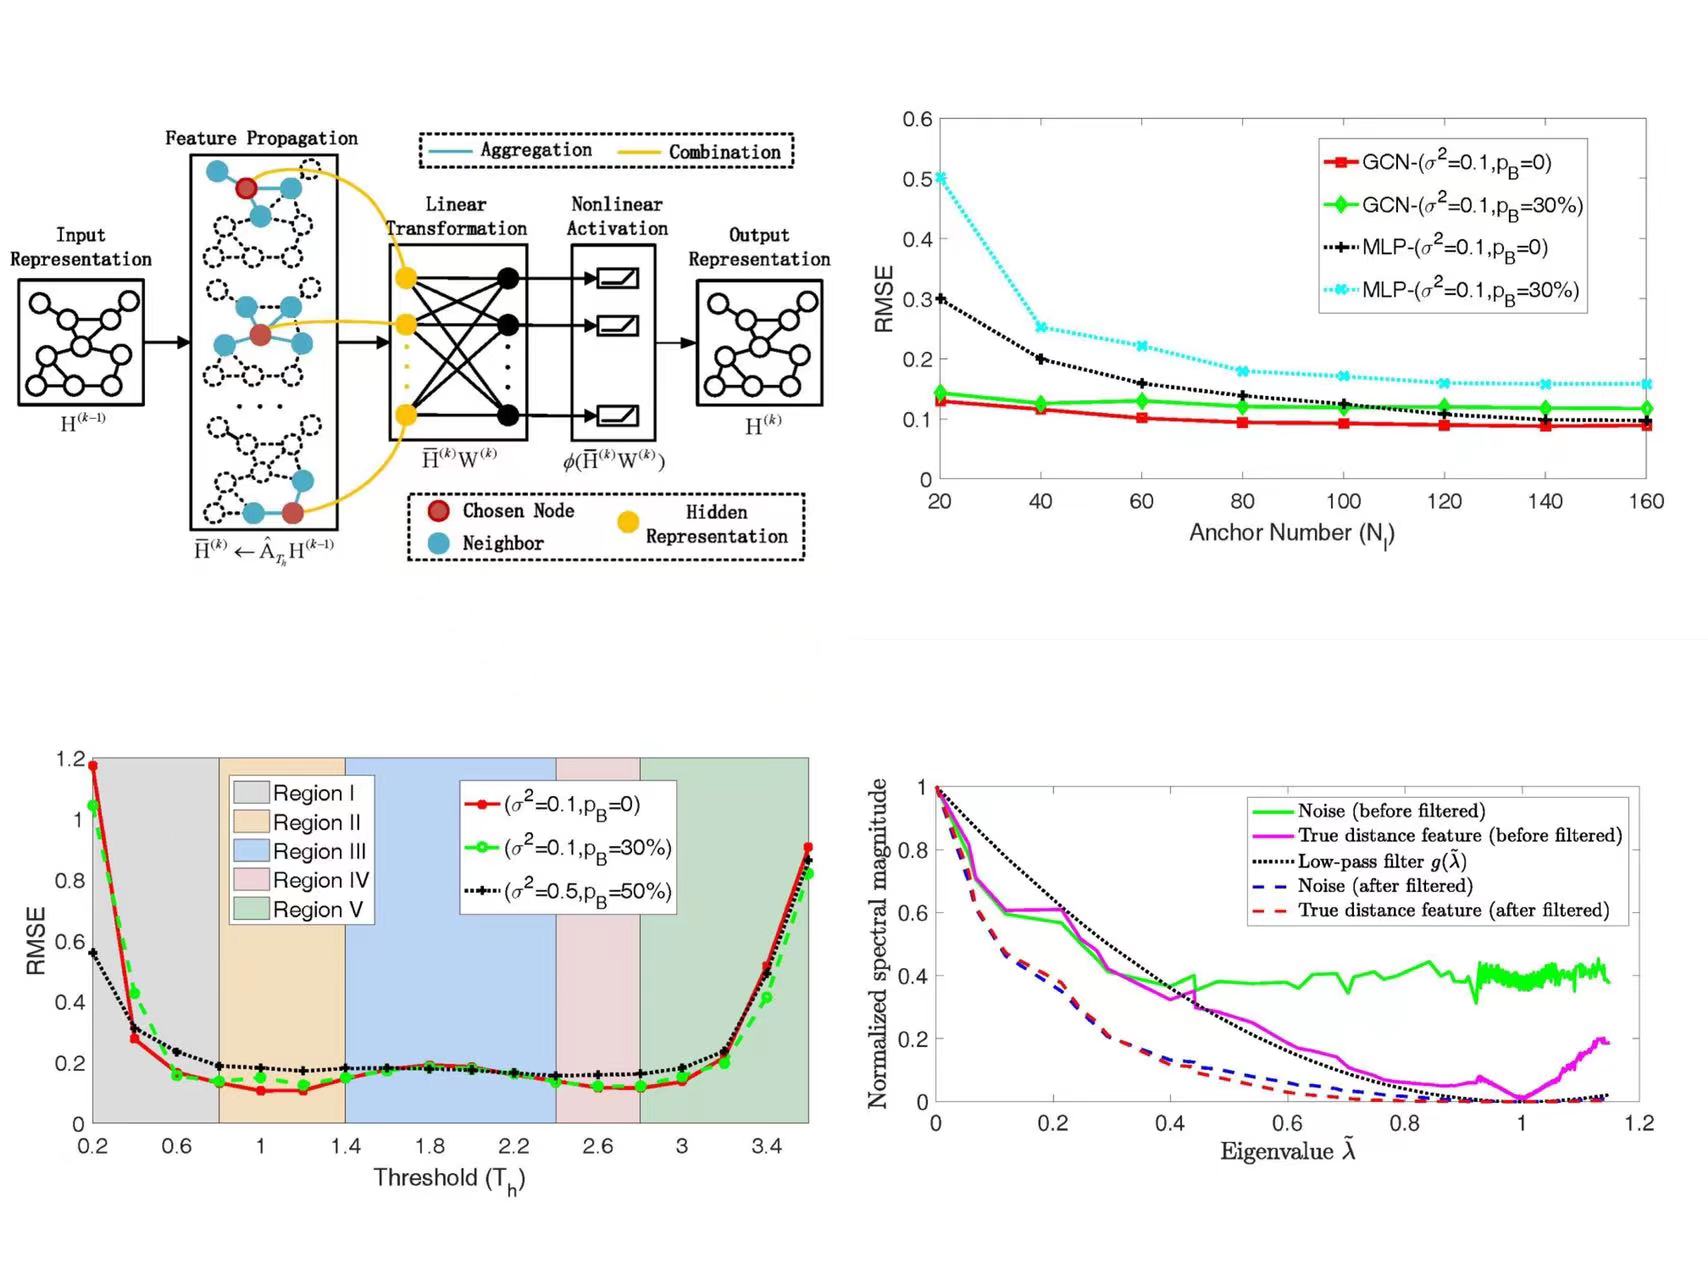 Feature Propagation
Aggregation
Combination
Linear
Transformation
Nonlinear
Activation
Input
Representation
Output
Representation
H^(k-1)
H̅^(k)W^(k)
ϕ(H̅^(k)W^(k))
H^(k)
Chosen Node
Neighbor
Hidden
Representation
H̅^(k) ← Â_{T_h} H^(k-1)
0.6
0.5
0.4
0.3
0.2
0.1
0
RMSE
GCN-(σ²=0.1,p_B=0)
GCN-(σ²=0.1,p_B=30%)
MLP-(σ²=0.1,p_B=0)
MLP-(σ²=0.1,p_B=30%)
20 40 60 80 100 120 140 160
Anchor Number (N_l)
1.2
1
0.8
0.6
0.4
0.2
0
RMSE
Region I
Region II
Region III
Region IV
Region V
(σ²=0.1,p_B=0)
(σ²=0.1,p_B=30%)
(σ²=0.5,p_B=50%)
0.2 0.6 1 1.4 1.8 2.2 2.6 3 3.4
Threshold (T_h)
1
0.8
0.6
0.4
0.2
0
Normalized spectral magnitude
Noise (before filtered)
True distance feature (before filtered)
Low-pass filter g(λ̃)
Noise (after filtered)
True distance feature (after filtered)
0 0.2 0.4 0.6 0.8 1 1.2
Eigenvalue λ̃